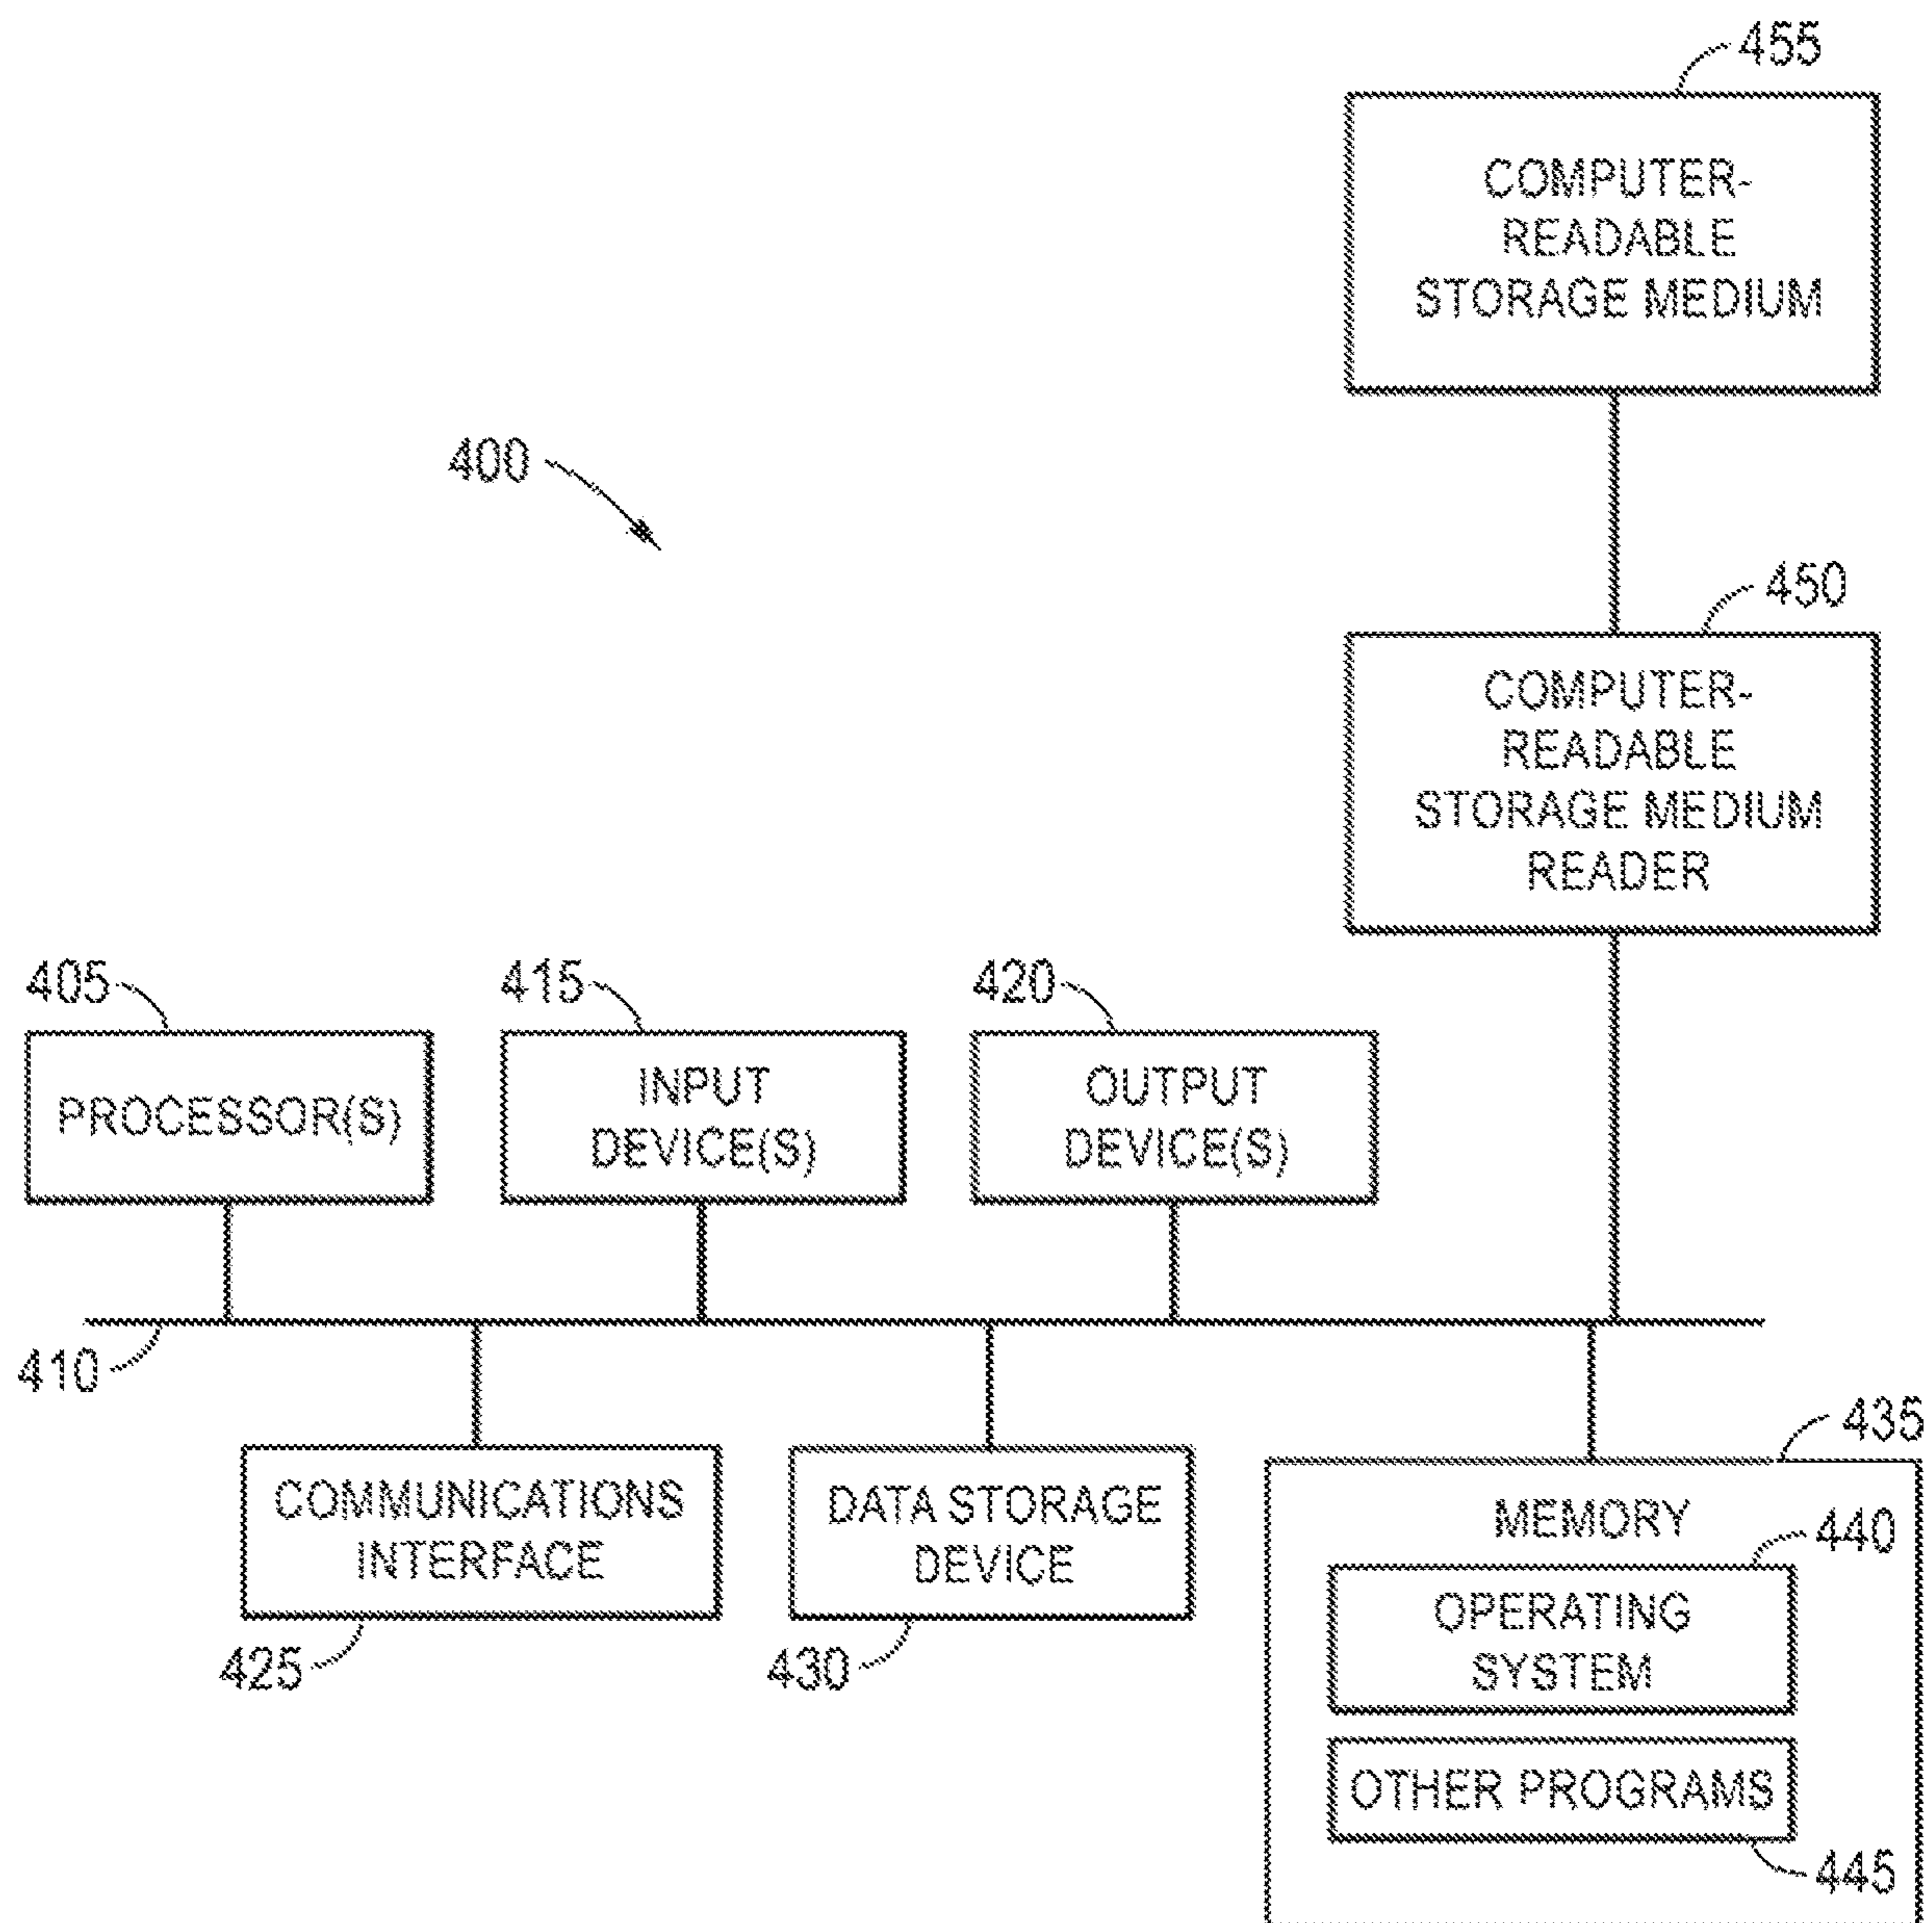 455
COMPUTER-
READABLE
STORAGE MEDIUM
400
450
COMPUTER-
READABLE
STORAGE MEDIUM
READER
405
415
420
PROCESSOR(S)
INPUT
DEVICE(S)
OUTPUT
DEVICE(S)
410
435
COMMUNICATIONS
INTERFACE
DATA STORAGE
DEVICE
MEMORY
440
OPERATING
SYSTEM
425
430
OTHER PROGRAMS
445